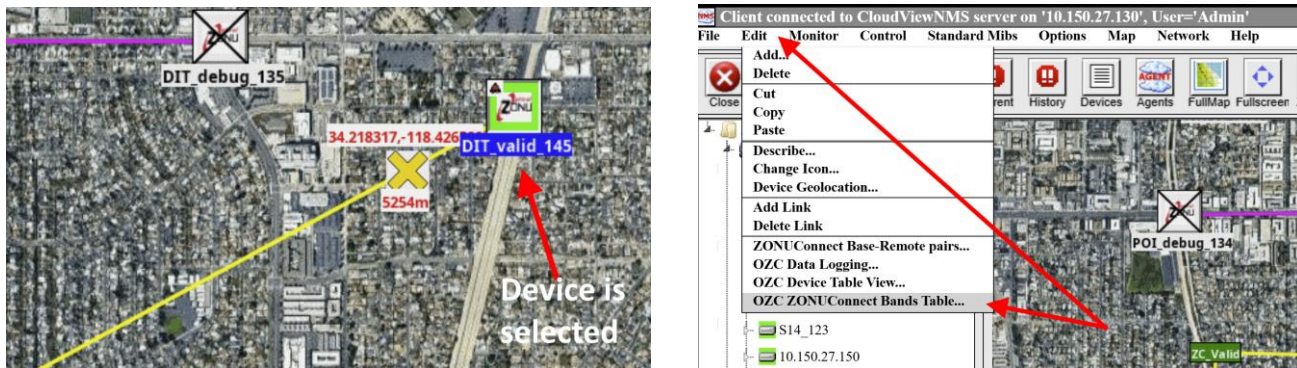 DIT_debug_135
34.218317,-118.426
DIT_valid_145
5254m
Device is
selected
NMS Client connected to CloudViewNMS server on '10.150.27.130', User='Admin'
File Edit Monitor Control Standard Mibs Options Map Network Help
Add...
Delete
Cut
Copy
Paste
Describe...
Change Icon...
Device Geolocation...
Add Link
Delete Link
ZONUConnect Base-Remote pairs...
OZC Data Logging...
OZC Device Table View...
OZC ZONUConnect Bands Table...
Close rent History Devices Agents FullMap Fullscreen
AGENT
POI_debug_134
S14_123
10.150.27.150
ZC_Valid